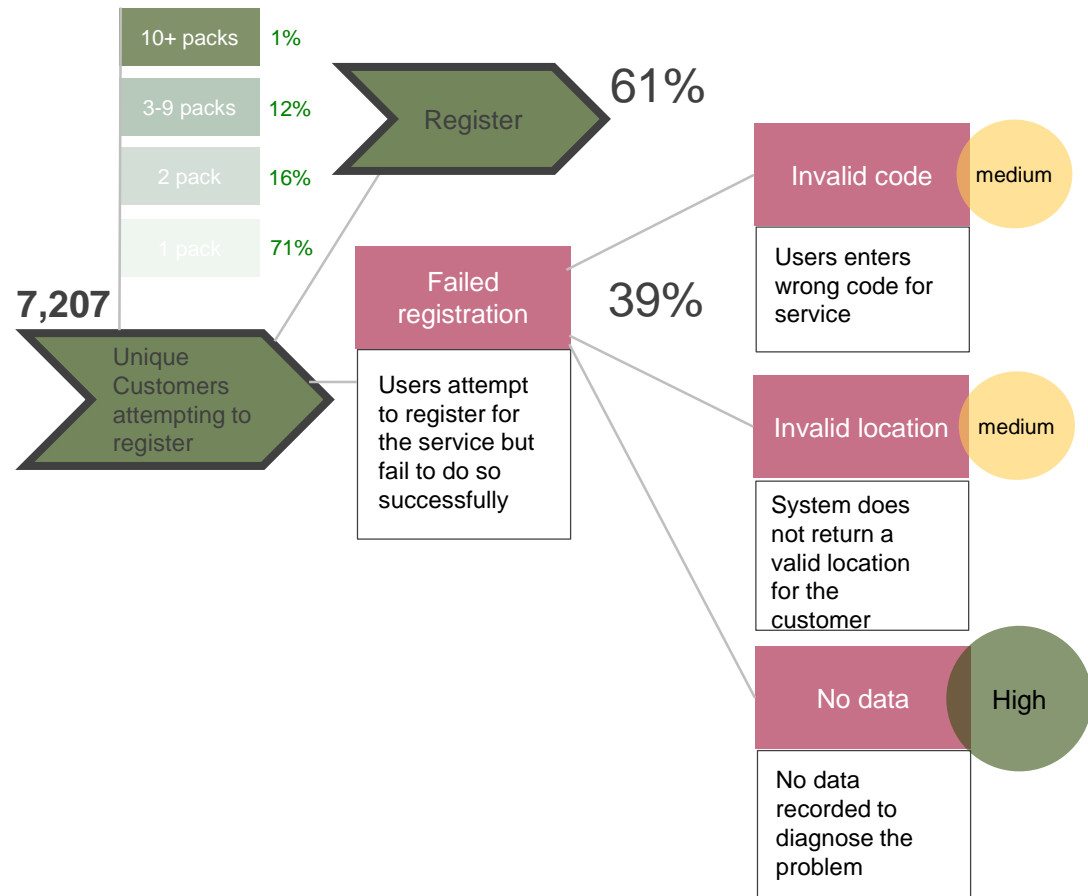 10+ packs
1%
3-9 packs
12%
2 pack
16%
1 pack
71%
7,207
Unique
Customers
attempting to
register
Register
61%
Failed
registration
39%
Users attempt
to register for
the service but
fail to do so
successfully
Invalid code
medium
Users enters
wrong code for
service
Invalid location
medium
System does
not return a
valid location
for the
customer
No data
High
No data
recorded to
diagnose the
problem